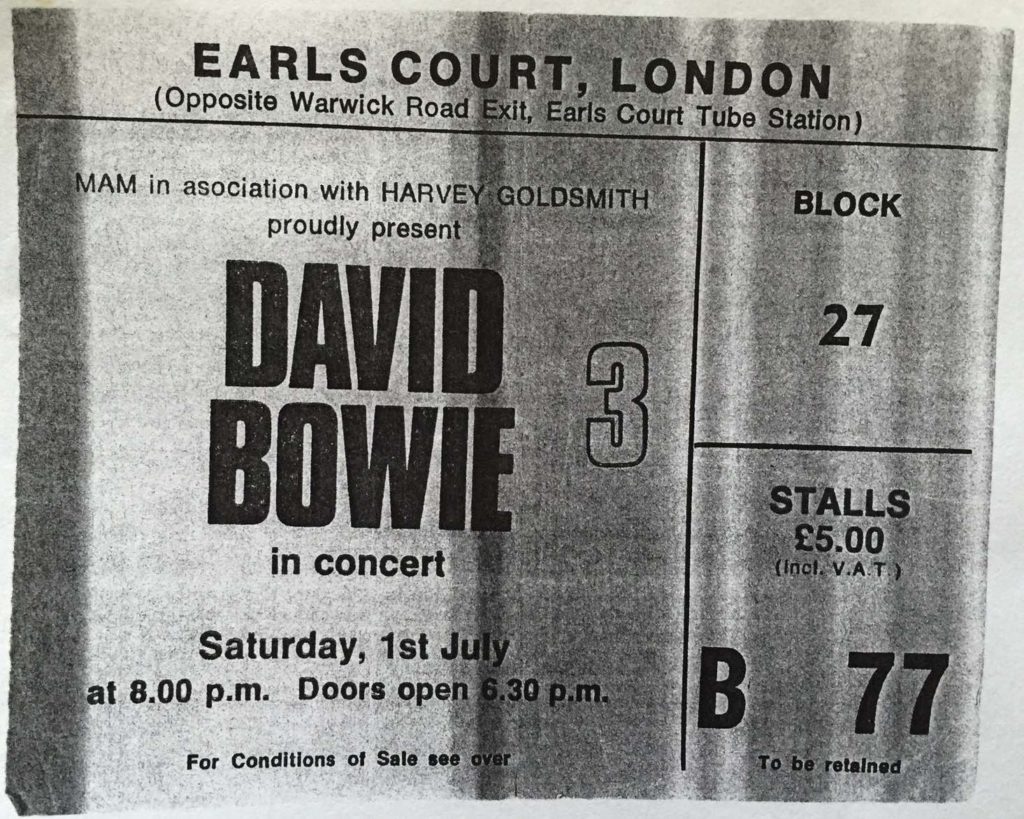 EARLS COURT, LONDON
(Opposite Warwick Road Exit, Earls Court Tube Station)
MAM in asociation with HARVEY GOLDSMITH
proudly present
DAVID
BOWIE
3
in concert
Saturday, 1st July
at 8.00 p.m. Doors open 6.30 p.m.
For Conditions of Sale see over
BLOCK
27
STALLS
£5.00
(Incl. V.A.T.)
B 77
To be retained